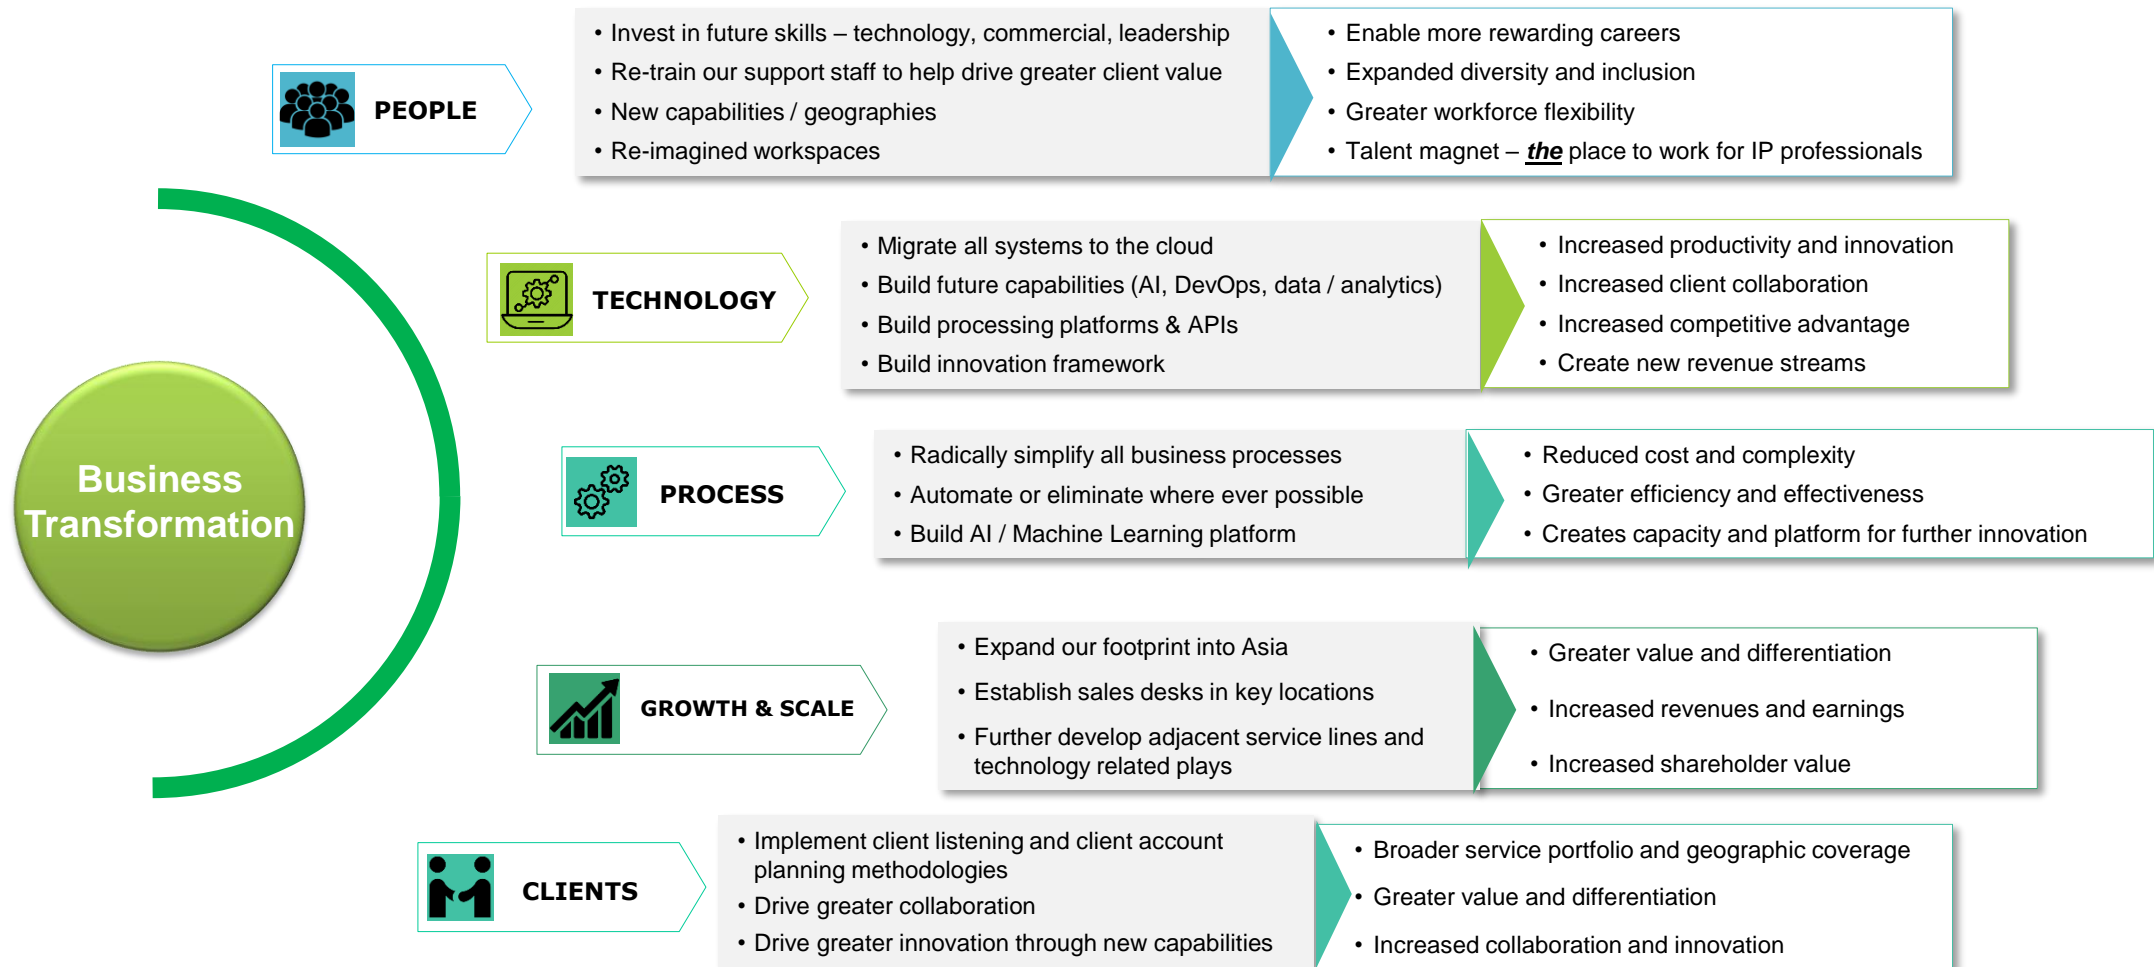 Business
Transformation
PEOPLE
• Invest in future skills – technology, commercial, leadership
• Re-train our support staff to help drive greater client value
• New capabilities / geographies
• Re-imagined workspaces
• Enable more rewarding careers
• Expanded diversity and inclusion
• Greater workforce flexibility
• Talent magnet – the place to work for IP professionals
TECHNOLOGY
• Migrate all systems to the cloud
• Build future capabilities (AI, DevOps, data / analytics)
• Build processing platforms & APIs
• Build innovation framework
• Increased productivity and innovation
• Increased client collaboration
• Increased competitive advantage
• Create new revenue streams
PROCESS
• Radically simplify all business processes
• Automate or eliminate where ever possible
• Build AI / Machine Learning platform
• Reduced cost and complexity
• Greater efficiency and effectiveness
• Creates capacity and platform for further innovation
GROWTH & SCALE
• Expand our footprint into Asia
• Establish sales desks in key locations
• Further develop adjacent service lines and
technology related plays
• Greater value and differentiation
• Increased revenues and earnings
• Increased shareholder value
CLIENTS
• Implement client listening and client account
planning methodologies
• Drive greater collaboration
• Drive greater innovation through new capabilities
• Broader service portfolio and geographic coverage
• Greater value and differentiation
• Increased collaboration and innovation